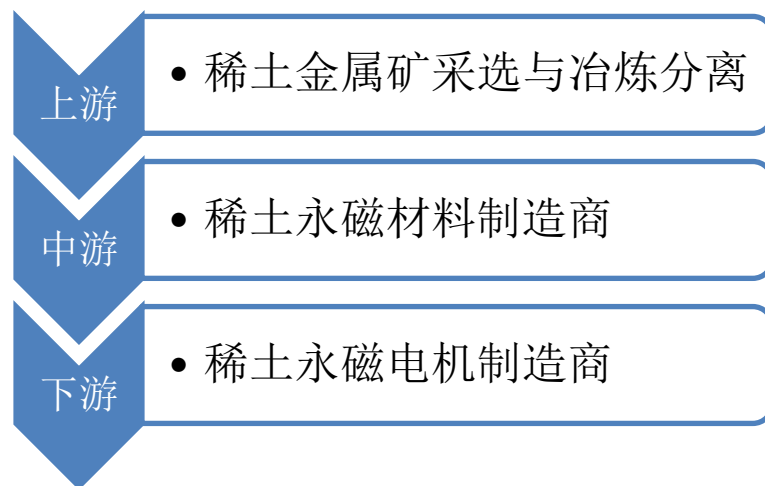 上游
• 稀土金属矿采选与冶炼分离
中游
• 稀土永磁材料制造商
下游
• 稀土永磁电机制造商